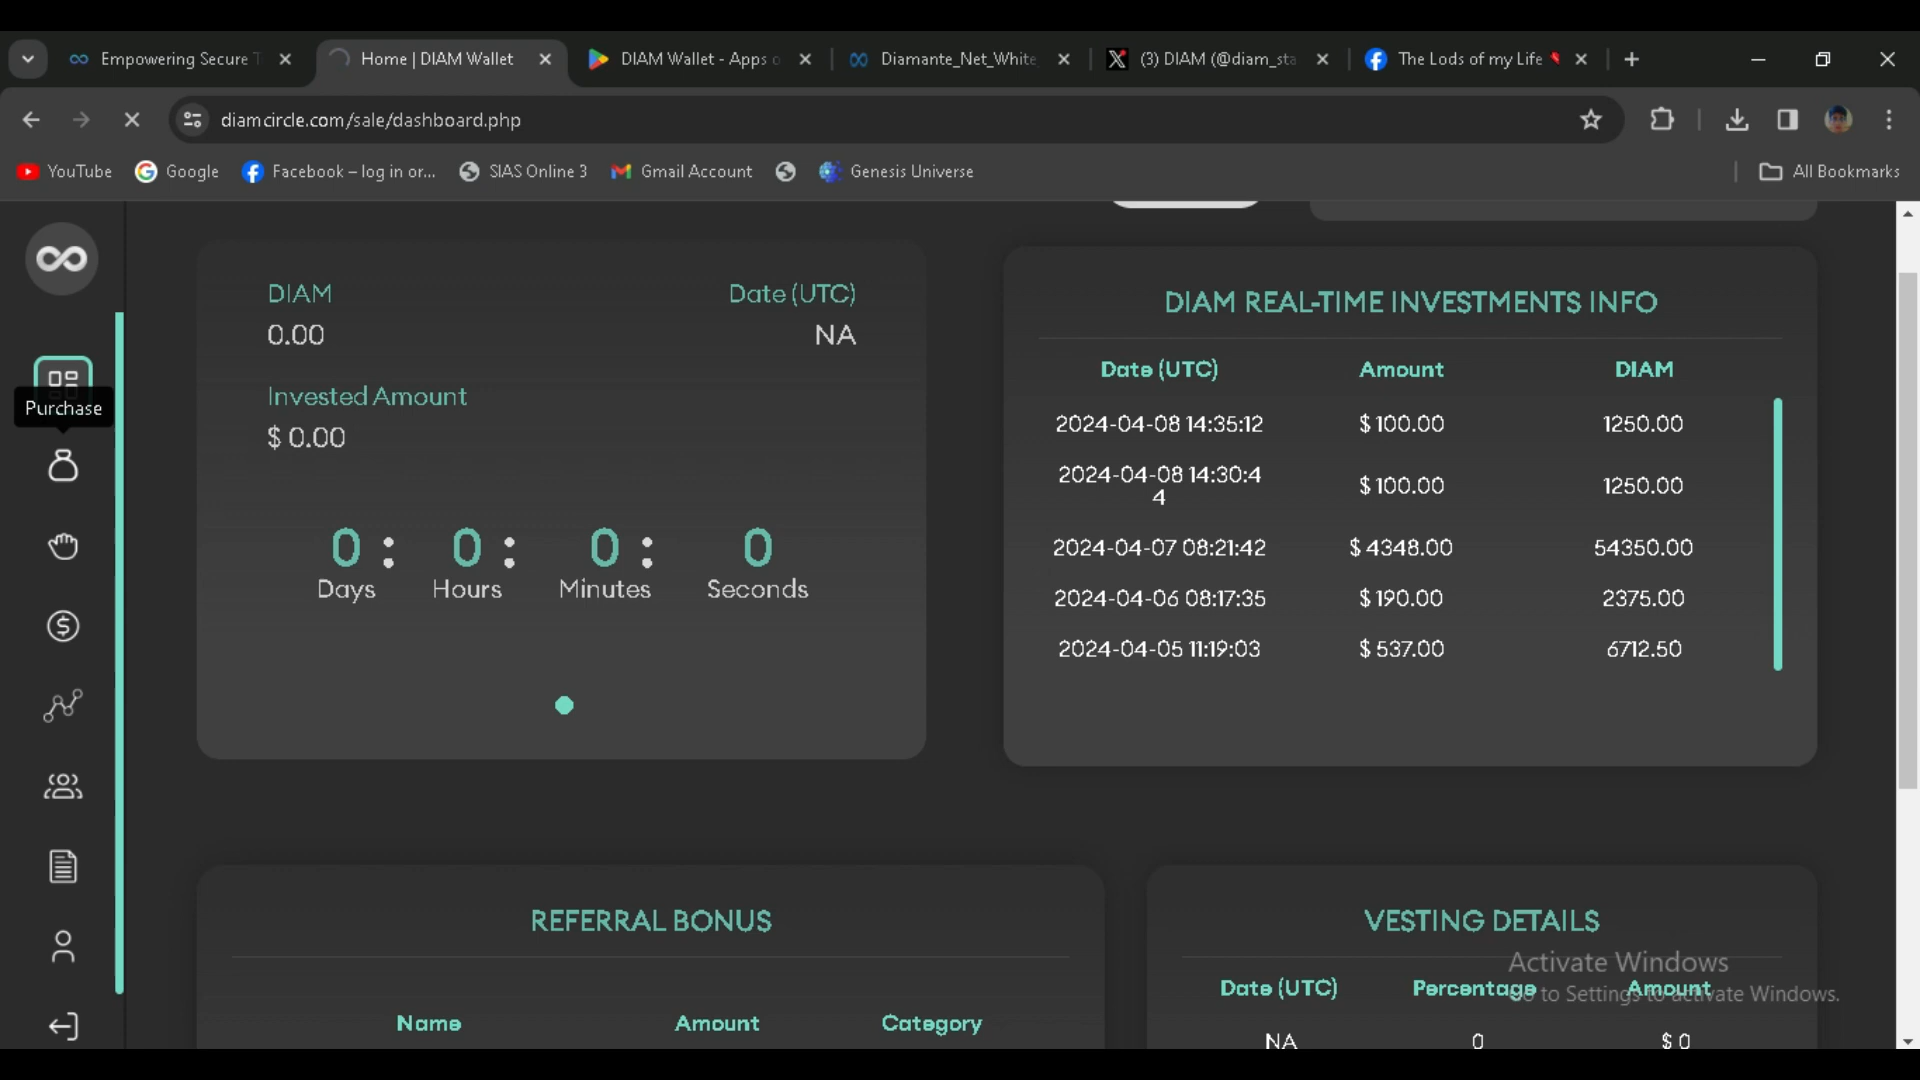 Empowering Secure T
Home | DIAM Wallet
DIAM Wallet - Apps o
Diamante_Net_White
(3) DIAM (@diam_sta
The Lods of my Life
diamcircle.com/sale/dashboard.php
YouTube
Google
Facebook – log in or...
SIAS Online 3
Gmail Account
Genesis Universe
All Bookmarks
Purchase
DIAM
Date (UTC)
0.00
NA
Invested Amount
$ 0.00
0 : 0 : 0 : 0
Days Hours Minutes Seconds
DIAM REAL-TIME INVESTMENTS INFO
Date (UTC) Amount DIAM
2024-04-08 14:35:12 $ 100.00 1250.00
2024-04-08 14:30:4
4
$ 100.00 1250.00
2024-04-07 08:21:42 $ 4348.00 54350.00
2024-04-06 08:17:35 $ 190.00 2375.00
2024-04-05 11:19:03 $ 537.00 6712.50
REFERRAL BONUS
Name Amount Category
VESTING DETAILS
Date (UTC) Percentage Amount
NA 0 $ 0
Activate Windows
Go to Settings to activate Windows.